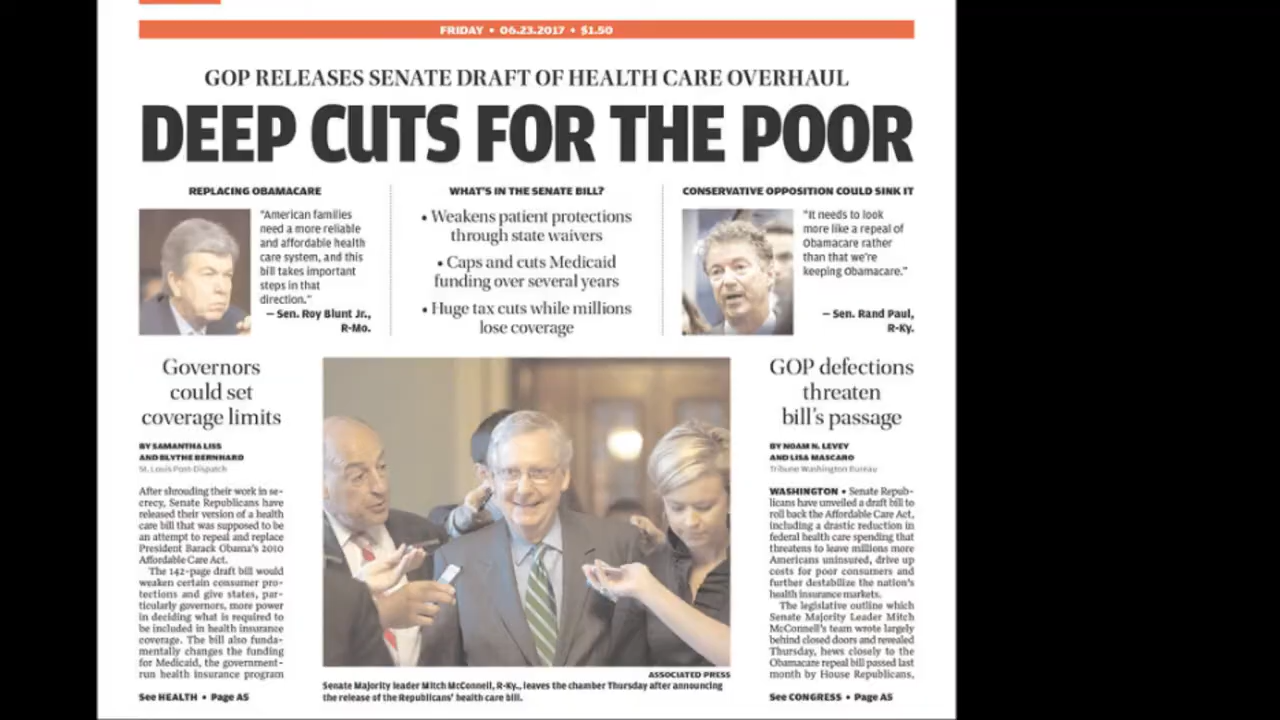 FRIDAY • 06.23.2017 • $1.50
GOP RELEASES SENATE DRAFT OF HEALTH CARE OVERHAUL
DEEP CUTS FOR THE POOR
REPLACING OBAMACARE
"American families
need a more reliable
and affordable health
care system, and this
bill takes important
steps in that
direction."
— Sen. Roy Blunt Jr.,
R-Mo.
WHAT'S IN THE SENATE BILL?
• Weakens patient protections
through state waivers
• Caps and cuts Medicaid
funding over several years
• Huge tax cuts while millions
lose coverage
CONSERVATIVE OPPOSITION COULD SINK IT
"It needs to look
more like a repeal of
Obamacare rather
than that we're
keeping Obamacare."
— Sen. Rand Paul,
R-Ky.
Governors
could set
coverage limits
BY SAMANTHA LISS
AND BLYTHE BERNHARD
St. Louis Post-Dispatch
After shrouding their work in se-
crecy, Senate Republicans have
released their version of a health
care bill that was supposed to be
an attempt to repeal and replace
President Barack Obama's 2010
Affordable Care Act.
The 142-page draft bill would
weaken certain consumer pro-
tections and give states, par-
ticularly governors, more power
in deciding what is required to
be included in health insurance
coverage. The bill also funda-
mentally changes the funding
for Medicaid, the government-
run health insurance program
See HEALTH • Page A5
ASSOCIATED PRESS
Senate Majority leader Mitch McConnell, R-Ky., leaves the chamber Thursday after announcing
the release of the Republicans' health care bill.
GOP defections
threaten
bill's passage
BY NOAM N. LEVEY
AND LISA MASCARO
Tribune Washington Bureau
WASHINGTON • Senate Repub-
licans have unveiled a draft bill to
roll back the Affordable Care Act,
including a drastic reduction in
federal health care spending that
threatens to leave millions more
Americans uninsured, drive up
costs for poor consumers and
further destabilize the nation's
health insurance markets.
The legislative outline which
Senate Majority Leader Mitch
McConnell's team wrote largely
behind closed doors and revealed
Thursday, hews closely to the
Obamacare repeal bill passed last
month by House Republicans,
See CONGRESS • Page A5